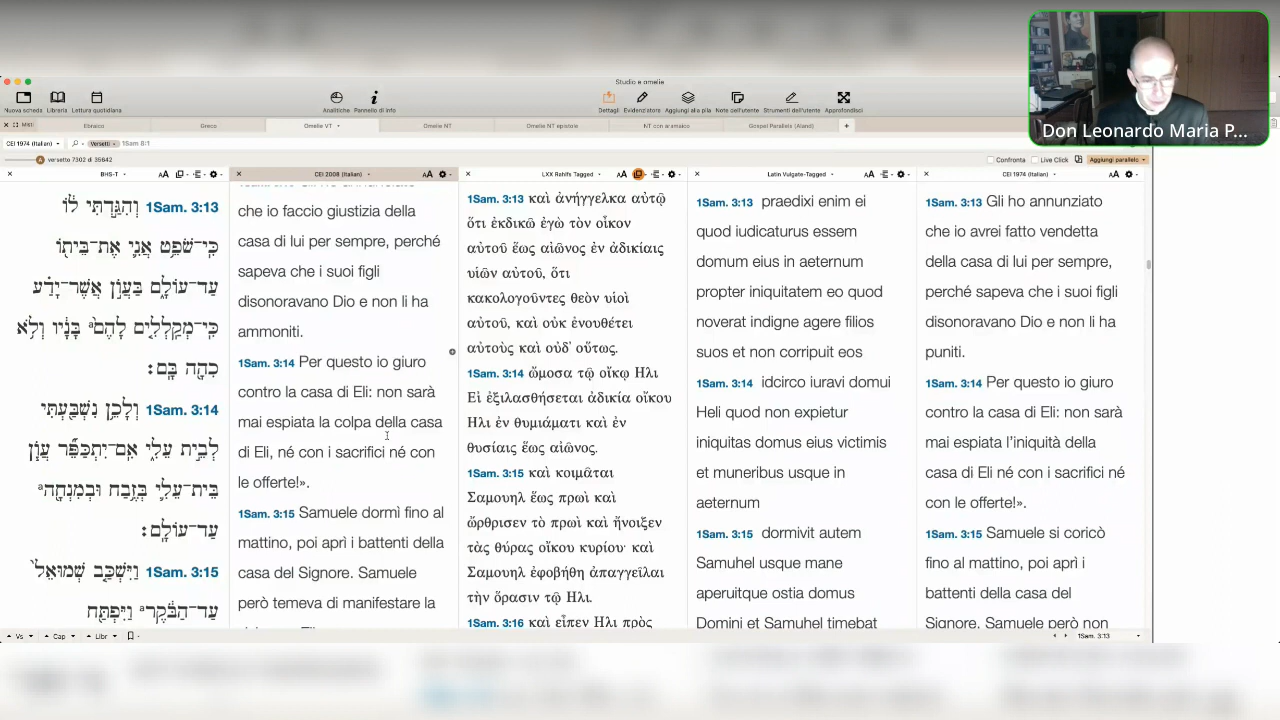 Don Leonardo Maria P...
Studio e omelie
Nuova scheda
Libreria
Lettura quotidiana
Analitiche
Pannello di info
Dettagli
Evidenziatore
Aggiungi alla pila
Note dell'utente
Strumenti dell'utente
Approfondisci
Ebraico
Greco
Omelie VT
Omelie NT
Omelie NT epistole
NT con aramaico
Gospel Parallels (Aland)
CEI 1974 (Italian)
Versetti
1Sam 8:1
versetto 7302 di 35642
Confronta
Live Click
Aggiungi parallelo
BHS-T
1Sam. 3:13 וְהִגַּ֣דְתִּי ל֔וֹ
כִּֽי־שֹׁפֵ֥ט אֲנִ֛י אֶת־בֵּית֖וֹ
עַד־עוֹלָ֑ם בַּעֲוֺ֣ן אֲשֶׁר־יָדַ֗ע
כִּֽי־מְקַֽלְלִ֤ים לָהֶם֙ בָּנָ֔יו וְלֹ֥א
כִהָ֖ה בָּֽם׃
1Sam. 3:14 וְלָכֵ֥ן נִשְׁבַּ֖עְתִּי
לְבֵ֣ית עֵלִ֑י אִֽם־יִתְכַּפֵּ֞ר עֲוֺ֧ן
בֵּית־עֵלִ֛י בְּזֶ֥בַח וּבְמִנְחָ֖ה
עַד־עוֹלָֽם׃
1Sam. 3:15 וַיִּשְׁכַּ֤ב שְׁמוּאֵל֙
עַד־הַבֹּ֔קֶר וַיִּפְתַּ֖ח
CEI 2008 (Italian)
che io faccio giustizia della
casa di lui per sempre, perché
sapeva che i suoi figli
disonoravano Dio e non li ha
ammoniti.
1Sam. 3:14 Per questo io giuro
contro la casa di Eli: non sarà
mai espiata la colpa della casa
di Eli, né con i sacrifici né con
le offerte!».
1Sam. 3:15 Samuele dormì fino al
mattino, poi aprì i battenti della
casa del Signore. Samuele
però temeva di manifestare la
LXX Rahlfs Tagged
1Sam. 3:13 καὶ ἀνήγγελκα αὐτῷ
ὅτι ἐκδικῶ ἐγὼ τὸν οἶκον
αὐτοῦ ἕως αἰῶνος ἐν ἀδικίαις
υἱῶν αὐτοῦ, ὅτι
κακολογοῦντες θεὸν υἱοὶ
αὐτοῦ, καὶ οὐκ ἐνουθέτει
αὐτοὺς καὶ οὐδ᾽ οὕτως.
1Sam. 3:14 ὤμοσα τῷ οἴκῳ Ηλι
Εἰ ἐξιλασθήσεται ἀδικία οἴκου
Ηλι ἐν θυμιάματι καὶ ἐν
θυσίαις ἕως αἰῶνος.
1Sam. 3:15 καὶ κοιμᾶται
Σαμουηλ ἕως πρωὶ καὶ
ὤρθρισεν τὸ πρωὶ καὶ ἤνοιξεν
τὰς θύρας οἴκου κυρίου· καὶ
Σαμουηλ ἐφοβήθη ἀπαγγεῖλαι
τὴν ὅρασιν τῷ Ηλι.
1Sam. 3:16 καὶ εἶπεν Ηλι πρὸς
Latin Vulgate-Tagged
1Sam. 3:13 praedixi enim ei
quod iudicaturus essem
domum eius in aeternum
propter iniquitatem eo quod
noverat indigne agere filios
suos et non corripuit eos
1Sam. 3:14 idcirco iuravi domui
Heli quod non expietur
iniquitas domus eius victimis
et muneribus usque in
aeternum
1Sam. 3:15 dormivit autem
Samuhel usque mane
aperuitque ostia domus
Domini et Samuhel timebat
CEI 1974 (Italian)
1Sam. 3:13 Gli ho annunziato
che io avrei fatto vendetta
della casa di lui per sempre,
perché sapeva che i suoi figli
disonoravano Dio e non li ha
puniti.
1Sam. 3:14 Per questo io giuro
contro la casa di Eli: non sarà
mai espiata l'iniquità della
casa di Eli né con i sacrifici né
con le offerte!».
1Sam. 3:15 Samuele si coricò
fino al mattino, poi aprì i
battenti della casa del
Signore. Samuele però non
Vs
Cap
Libr
1Sam. 3:13